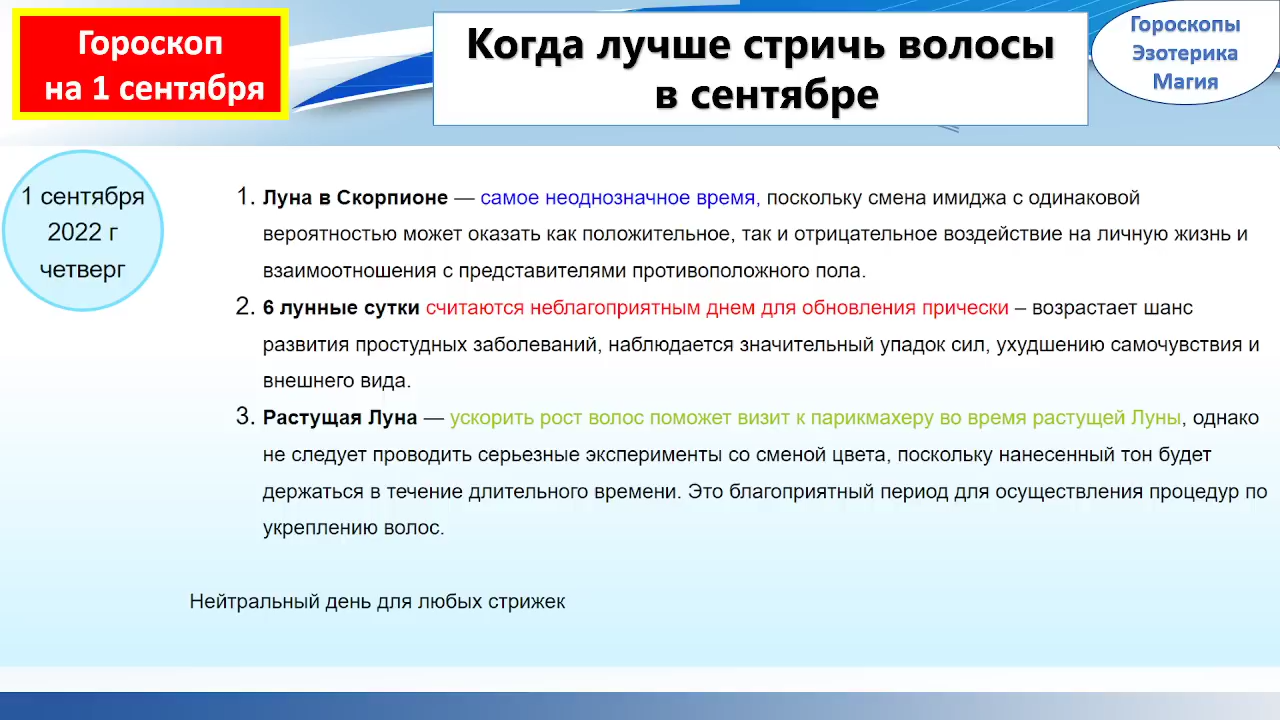 Гороскоп
на 1 сентября
Когда лучше стричь волосы
в сентябре
Гороскопы
Эзотерика
Магия
1 сентября
2022 г
четверг
1. Луна в Скорпионе — самое неоднозначное время, поскольку смена имиджа с одинаковой
вероятностью может оказать как положительное, так и отрицательное воздействие на личную жизнь и
взаимоотношения с представителями противоположного пола.
2. 6 лунные сутки считаются неблагоприятным днем для обновления прически – возрастает шанс
развития простудных заболеваний, наблюдается значительный упадок сил, ухудшению самочувствия и
внешнего вида.
3. Растущая Луна — ускорить рост волос поможет визит к парикмахеру во время растущей Луны, однако
не следует проводить серьезные эксперименты со сменой цвета, поскольку нанесенный тон будет
держаться в течение длительного времени. Это благоприятный период для осуществления процедур по
укреплению волос.
Нейтральный день для любых стрижек